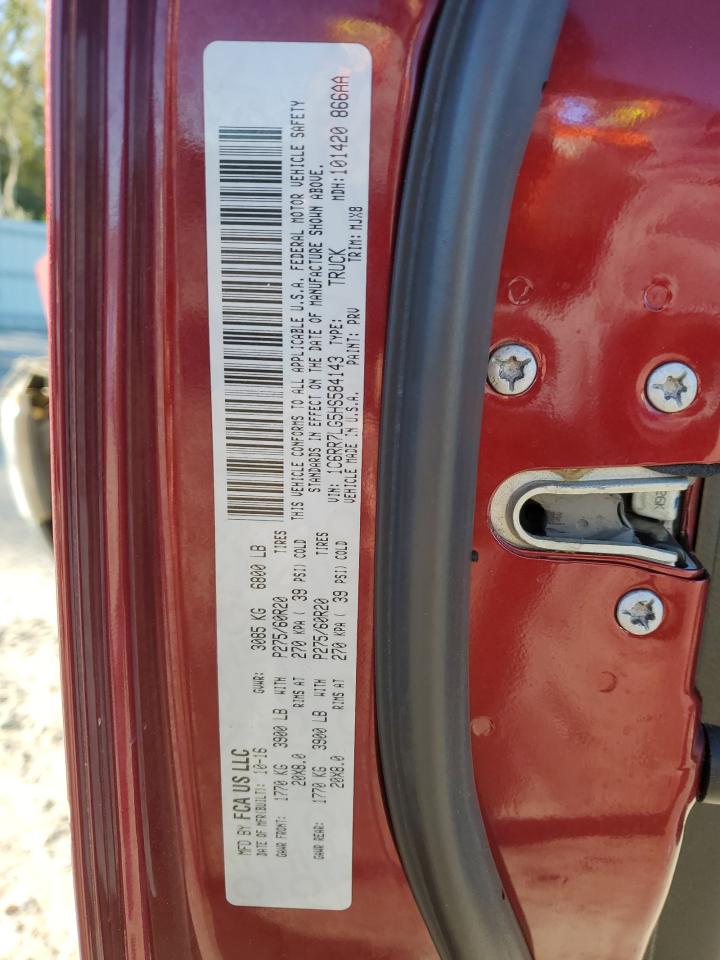 MFD BY FCA US LLC
DATE OF MFR(BUILT): 10-16 GVWR: 3085 KG 6800 LB
GAWR FRONT: 1770 KG 3900 LB WITH P275/60R20 TIRES
20X8.0 RIMS AT 270 KPA ( 39 PSI) COLD
GAWR REAR: 1770 KG 3900 LB WITH P275/60R20 TIRES
20X8.0 RIMS AT 270 KPA ( 39 PSI) COLD
THIS VEHICLE CONFORMS TO ALL APPLICABLE U.S.A. FEDERAL MOTOR VEHICLE SAFETY
STANDARDS IN EFFECT ON THE DATE OF MANUFACTURE SHOWN ABOVE.
VIN: 1C6RR7LG5HS584143 TYPE: TRUCK MDH: 101420 866AA
VEHICLE MADE IN U.S.A. PAINT: PRV TRIM: MJX8